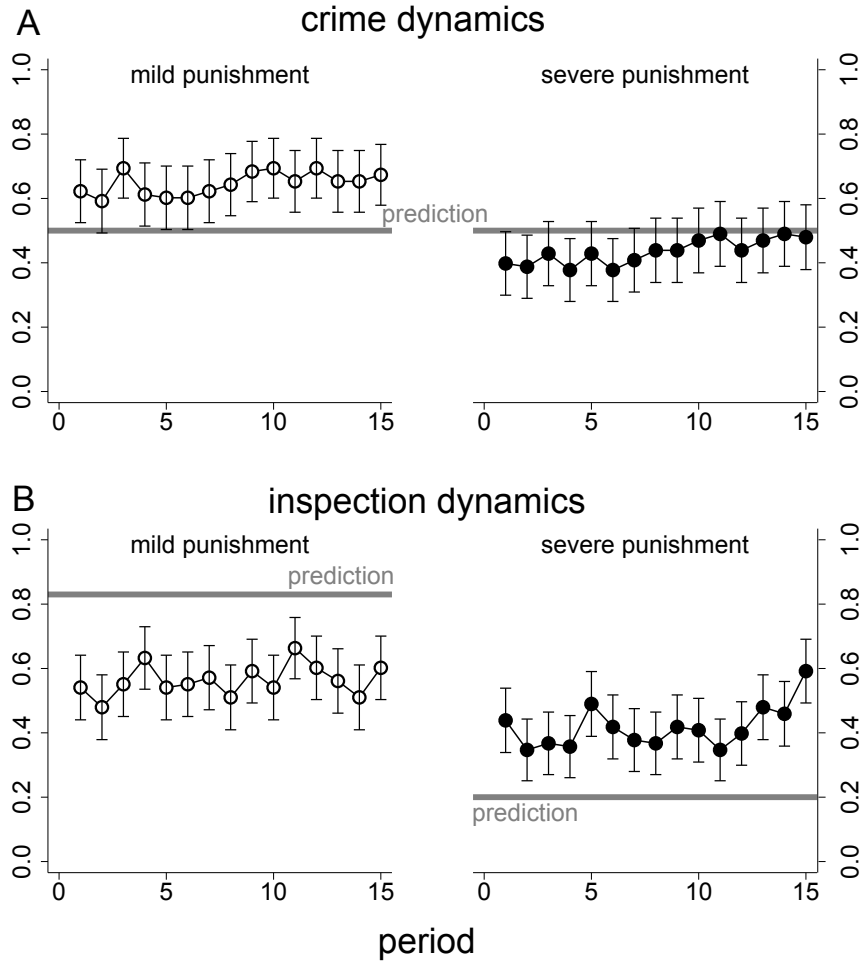 A
crime dynamics
mild punishment
severe punishment
prediction
0.0 0.2 0.4 0.6 0.8 1.0
0.0 0.2 0.4 0.6 0.8 1.0
0 5 10 15
0 5 10 15
B
inspection dynamics
mild punishment
severe punishment
prediction
prediction
0.0 0.2 0.4 0.6 0.8 1.0
0.0 0.2 0.4 0.6 0.8 1.0
0 5 10 15
0 5 10 15
period